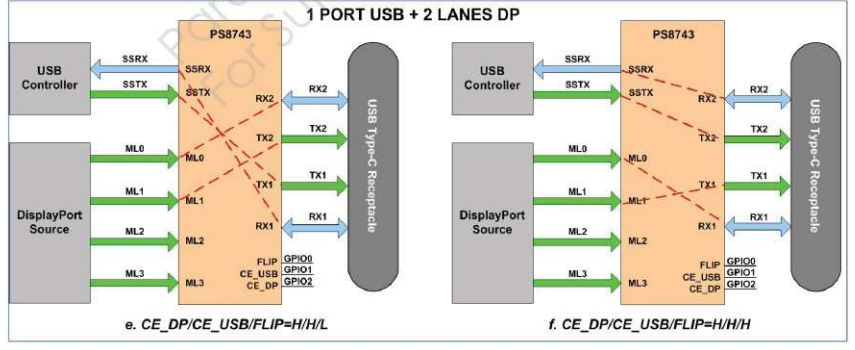 1 PORT USB + 2 LANES DP
PS8743
USB
Controller
SSRX
SSTX
SSRX
SSTX
RX2
RX2
TX2
TX2
ML0
ML0
ML1
ML1
TX1
TX1
RX1
RX1
DisplayPort
Source
ML2
ML2
ML3
ML3
FLIP GPIO0
CE_USB GPIO1
CE_DP GPIO2
USB Type-C Receptacle
e. CE_DP/CE_USB/FLIP=H/H/L
PS8743
USB
Controller
SSRX
SSTX
SSRX
SSTX
RX2
RX2
TX2
TX2
ML0
ML0
ML1
ML1
TX1
TX1
RX1
RX1
DisplayPort
Source
ML2
ML2
ML3
ML3
FLIP GPIO0
CE_USB GPIO1
CE_DP GPIO2
USB Type-C Receptacle
f. CE_DP/CE_USB/FLIP=H/H/H